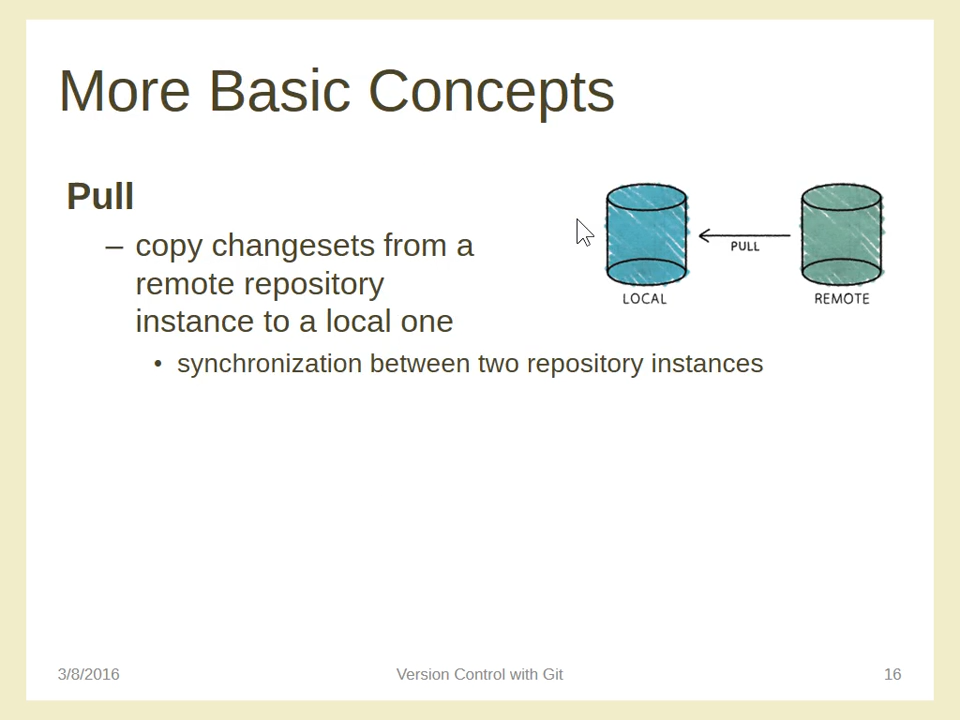 More Basic Concepts
Pull
– copy changesets from a
remote repository
instance to a local one
• synchronization between two repository instances
PULL
LOCAL
REMOTE
3/8/2016
Version Control with Git
16